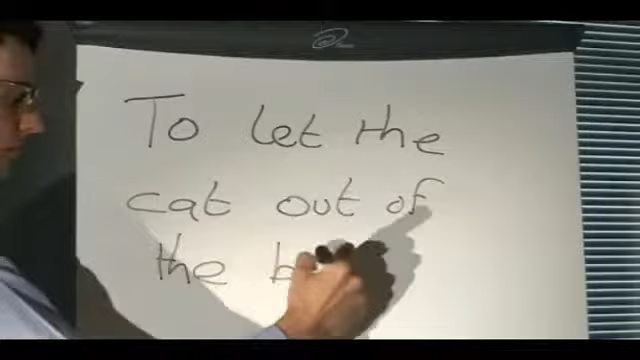 To let the
cat out of
the b